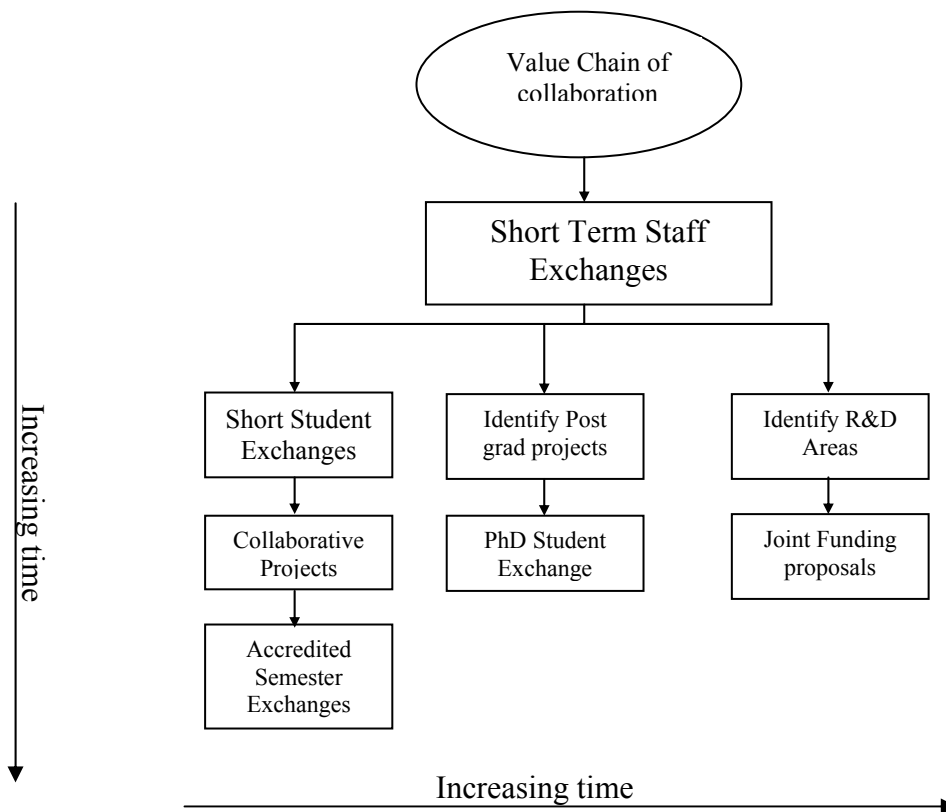 Value Chain of
collaboration
Short Term Staff
Exchanges
Short Student
Exchanges
Identify Post
grad projects
Identify R&D
Areas
Collaborative
Projects
PhD Student
Exchange
Joint Funding
proposals
Accredited
Semester
Exchanges
Increasing time
Increasing time